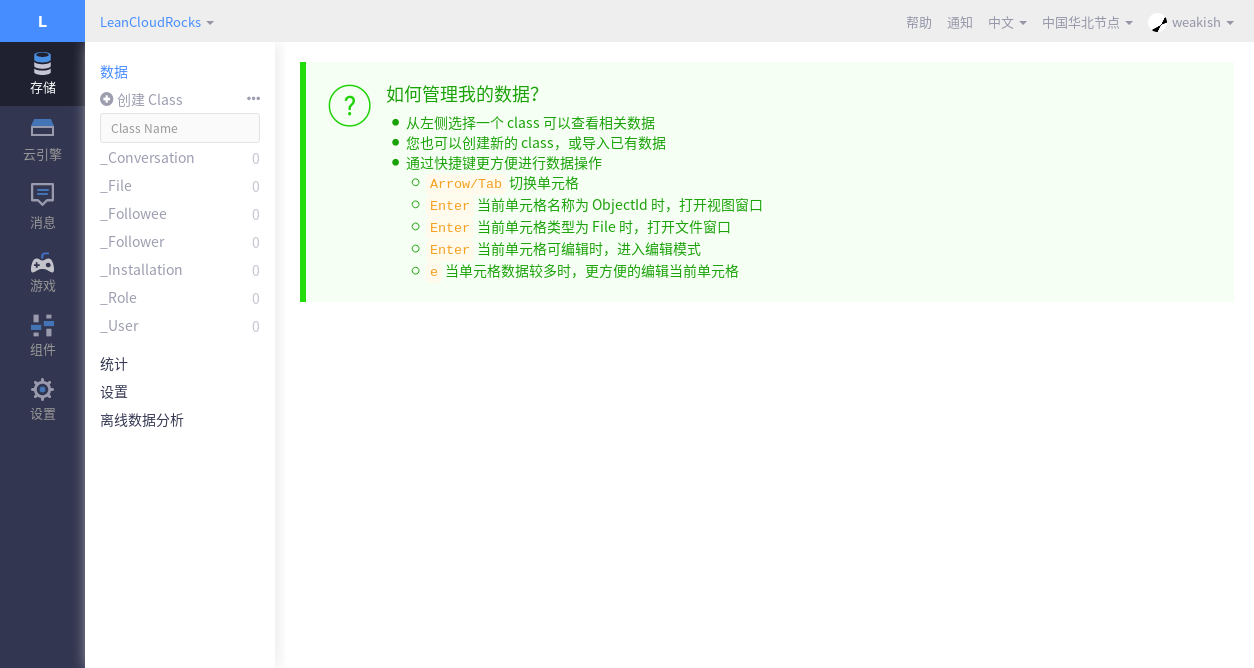 L
LeanCloudRocks
帮助 通知 中文 中国华北节点 weakish
存储
云引擎
消息
游戏
组件
设置
数据
创建 Class
Class Name
_Conversation 0
_File 0
_Followee 0
_Follower 0
_Installation 0
_Role 0
_User 0
统计
设置
离线数据分析
?
如何管理我的数据？
从左侧选择一个 class 可以查看相关数据
您也可以创建新的 class，或导入已有数据
通过快捷键更方便进行数据操作
Arrow/Tab 切换单元格
Enter 当前单元格名称为 ObjectId 时，打开视图窗口
Enter 当前单元格类型为 File 时，打开文件窗口
Enter 当前单元格可编辑时，进入编辑模式
e 当单元格数据较多时，更方便的编辑当前单元格